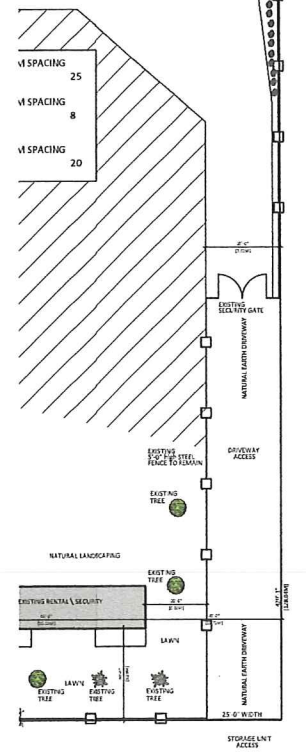 M SPACING
25
M SPACING
8
M SPACING
20
EXISTING
SECURITY GATE
NATURAL EARTH DRIVEWAY
EXISTING
5'-0" High STEEL
FENCE TO REMAIN
DRIVEWAY
ACCESS
EXISTING
TREE
NATURAL LANDSCAPING
EXISTING
TREE
EXISTING RENTAL \ SECURITY
LAWN
NATURAL EARTH DRIVEWAY
LAWN
EXISTING
TREE
EXISTING
TREE
EXISTING
TREE
25'-0" WIDTH
STORAGE UNIT
ACCESS